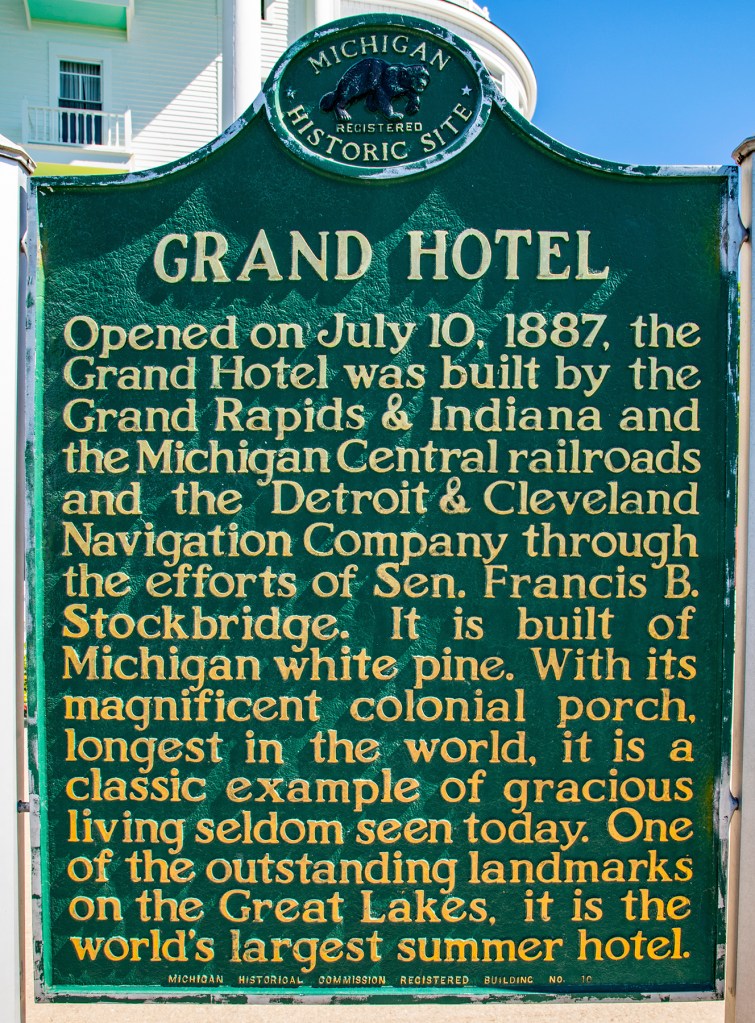 MICHIGAN
REGISTERED
HISTORIC SITE
GRAND HOTEL
Opened on July 10, 1887, the
Grand Hotel was built by the
Grand Rapids & Indiana and
the Michigan Central railroads
and the Detroit & Cleveland
Navigation Company through
the efforts of Sen. Francis B.
Stockbridge. It is built of
Michigan white pine. With its
magnificent colonial porch,
longest in the world, it is a
classic example of gracious
living seldom seen today. One
of the outstanding landmarks
on the Great Lakes, it is the
world's largest summer hotel.
MICHIGAN HISTORICAL COMMISSION REGISTERED BUILDING NO. 10